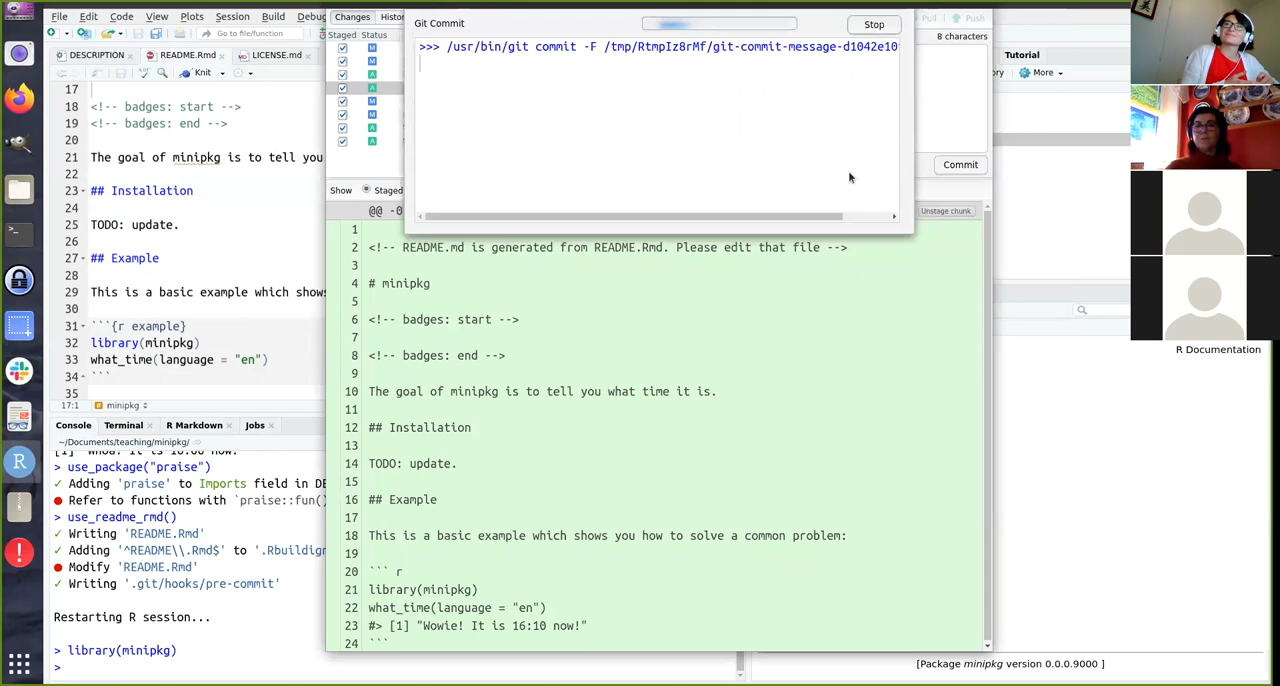 File Edit Code View Plots Session Build Debug
Go to file/function
DESCRIPTION README.Rmd LICENSE.md
Knit
17
18 <!-- badges: start -->
19 <!-- badges: end -->
20
21 The goal of minipkg is to tell you
22
23 ## Installation
24
25 TODO: update.
26
27 ## Example
28
29 This is a basic example which shows
30
31 ```{r example}
32 library(minipkg)
33 what_time(language = "en")
34 ```
35
17:1 minipkg
Console Terminal R Markdown Jobs
~/Documents/teaching/minipkg/
> use_package("praise")
✓ Adding 'praise' to Imports field in DE
● Refer to functions with `praise::fun()
> use_readme_rmd()
✓ Writing 'README.Rmd'
✓ Adding '^README\\.Rmd$' to '.Rbuildign
● Modify 'README.Rmd'
✓ Writing '.git/hooks/pre-commit'
Restarting R session...
> library(minipkg)
>
Changes Histor
Staged Status
M
M
A
A
M
M
A
A
Show Staged
Git Commit
Stop
>>> /usr/bin/git commit -F /tmp/RtmpIz8rMf/git-commit-message-d1042e10
Pull Push
8 characters
Commit
@@ -0
Unstage chunk
1
2 <!-- README.md is generated from README.Rmd. Please edit that file -->
3
4 # minipkg
5
6 <!-- badges: start -->
7
8 <!-- badges: end -->
9
10 The goal of minipkg is to tell you what time it is.
11
12 ## Installation
13
14 TODO: update.
15
16 ## Example
17
18 This is a basic example which shows you how to solve a common problem:
19
20 ``` r
21 library(minipkg)
22 what_time(language = "en")
23 #> [1] "Wowie! It is 16:10 now!"
24 ```
Tutorial
ory More
R Documentation
[Package minipkg version 0.0.0.9000 ]